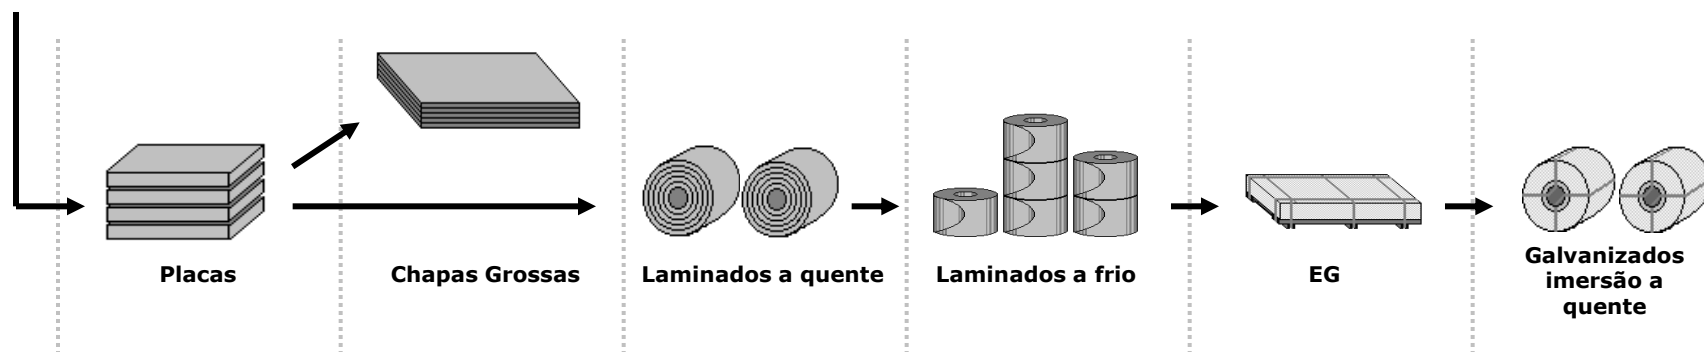 Placas
Chapas Grossas
Laminados a quente
Laminados a frio
EG
Galvanizados
imersão a
quente